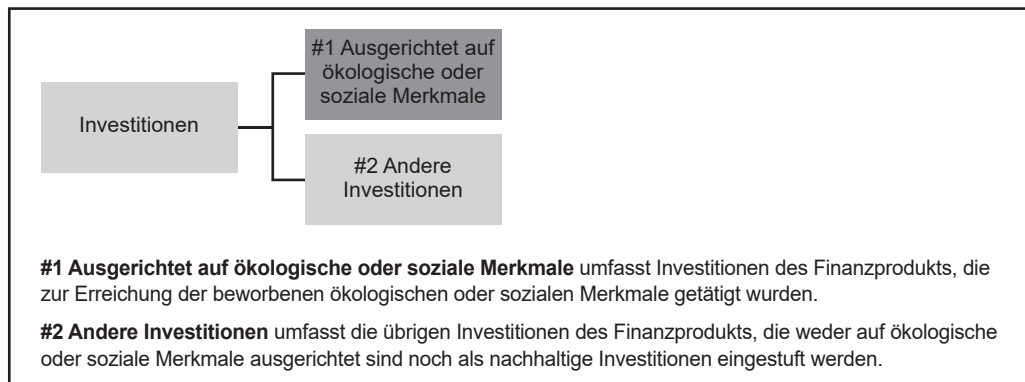 #1 Ausgerichtet auf
ökologische oder
soziale Merkmale
Investitionen
#2 Andere
Investitionen
#1 Ausgerichtet auf ökologische oder soziale Merkmale umfasst Investitionen des Finanzprodukts, die
zur Erreichung der beworbenen ökologischen oder sozialen Merkmale getätigt wurden.
#2 Andere Investitionen umfasst die übrigen Investitionen des Finanzprodukts, die weder auf ökologische
oder soziale Merkmale ausgerichtet sind noch als nachhaltige Investitionen eingestuft werden.